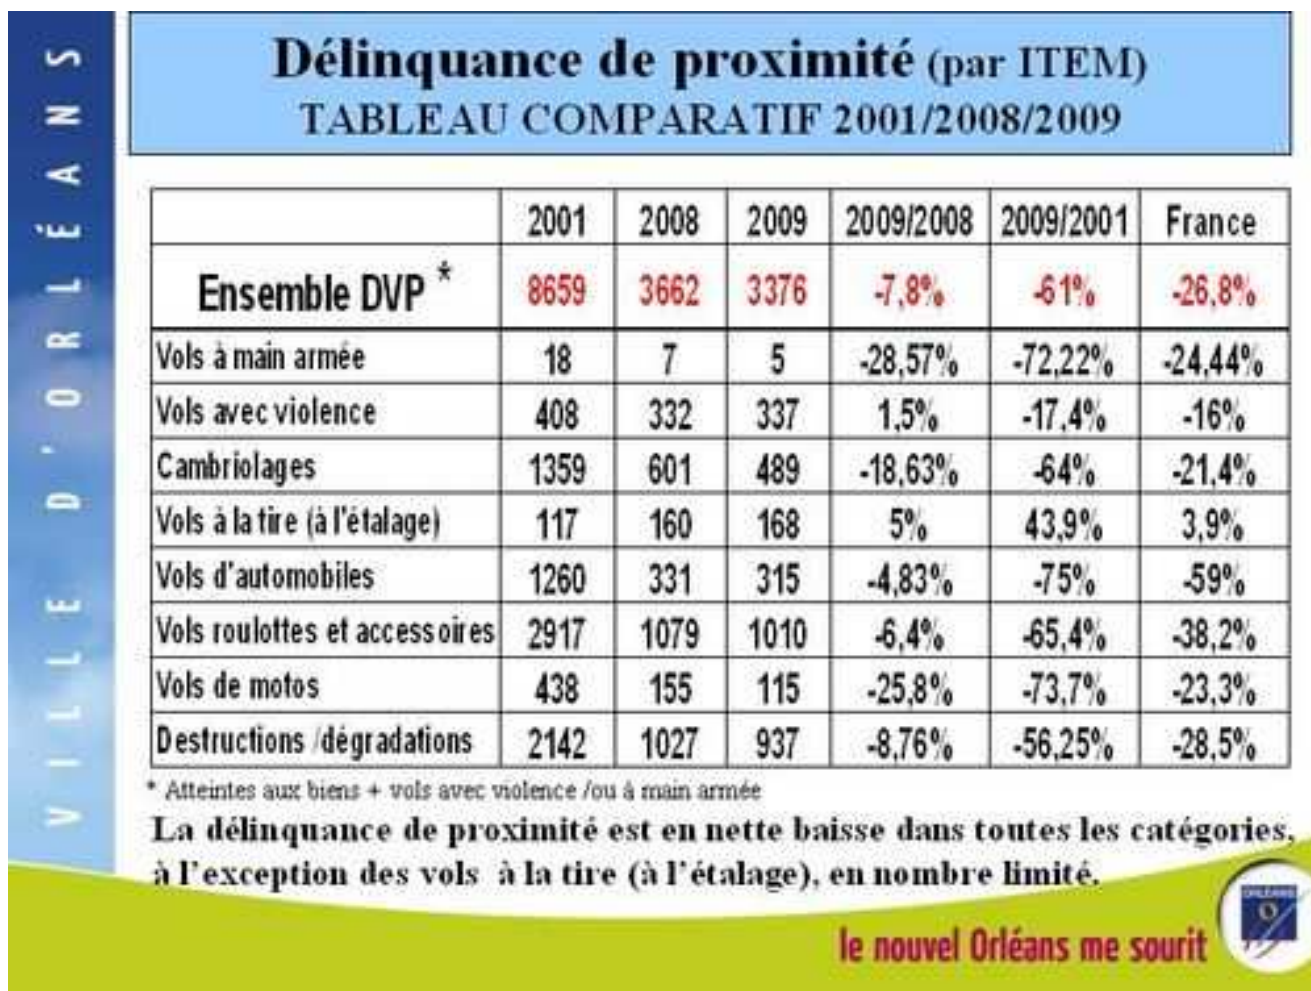 VILLE D'ORLÉANS
Délinquance de proximité (par ITEM)
TABLEAU COMPARATIF 2001/2008/2009
2001 2008 2009 2009/2008 2009/2001 France
Ensemble DVP * 8659 3662 3376 -7,8% -61% -26,8%
Vols à main armée 18 7 5 -28,57% -72,22% -24,44%
Vols avec violence 408 332 337 1,5% -17,4% -16%
Cambriolages 1359 601 489 -18,63% -64% -21,4%
Vols à la tire (à l'étalage) 117 160 168 5% 43,9% 3,9%
Vols d'automobiles 1260 331 315 -4,83% -75% -59%
Vols roulottes et accessoires 2917 1079 1010 -6,4% -65,4% -38,2%
Vols de motos 438 155 115 -25,8% -73,7% -23,3%
Destructions /dégradations 2142 1027 937 -8,76% -56,25% -28,5%
* Atteintes aux biens + vols avec violence /ou à main armée
La délinquance de proximité est en nette baisse dans toutes les catégories,
à l'exception des vols à la tire (à l'étalage), en nombre limité.
ORLÉANS
le nouvel Orléans me sourit